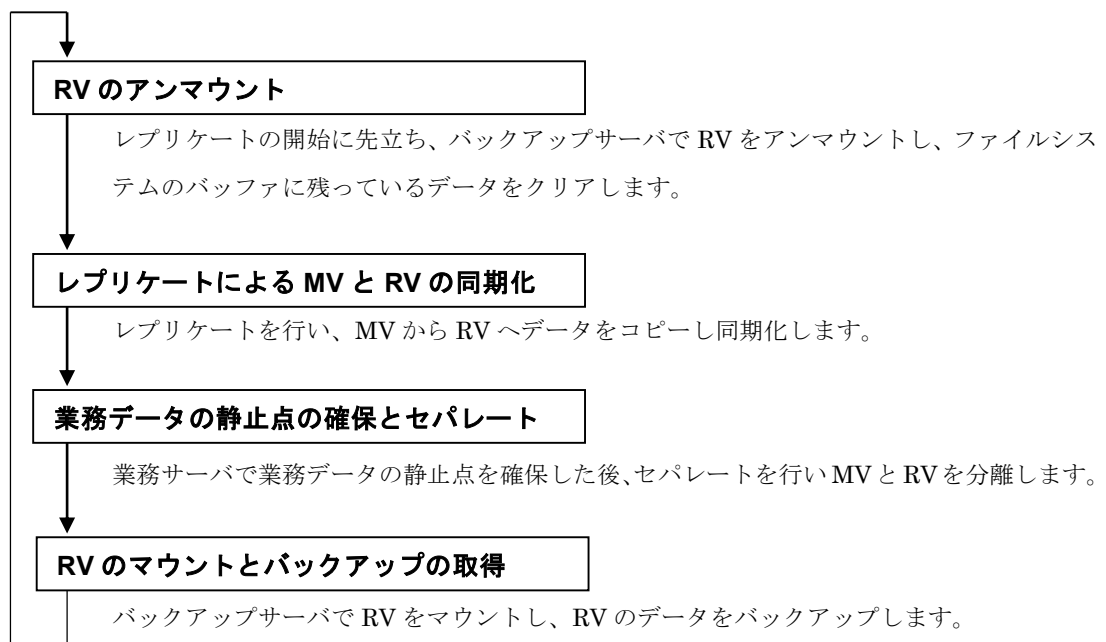 RV のアンマウント
レプリケートの開始に先立ち、バックアップサーバで RV をアンマウントし、ファイルシス
テムのバッファに残っているデータをクリアします。
レプリケートによる MV と RV の同期化
レプリケートを行い、MV から RV へデータをコピーし同期化します。
業務データの静止点の確保とセパレート
業務サーバで業務データの静止点を確保した後、セパレートを行い MV と RV を分離します。
RV のマウントとバックアップの取得
バックアップサーバで RV をマウントし、RV のデータをバックアップします。